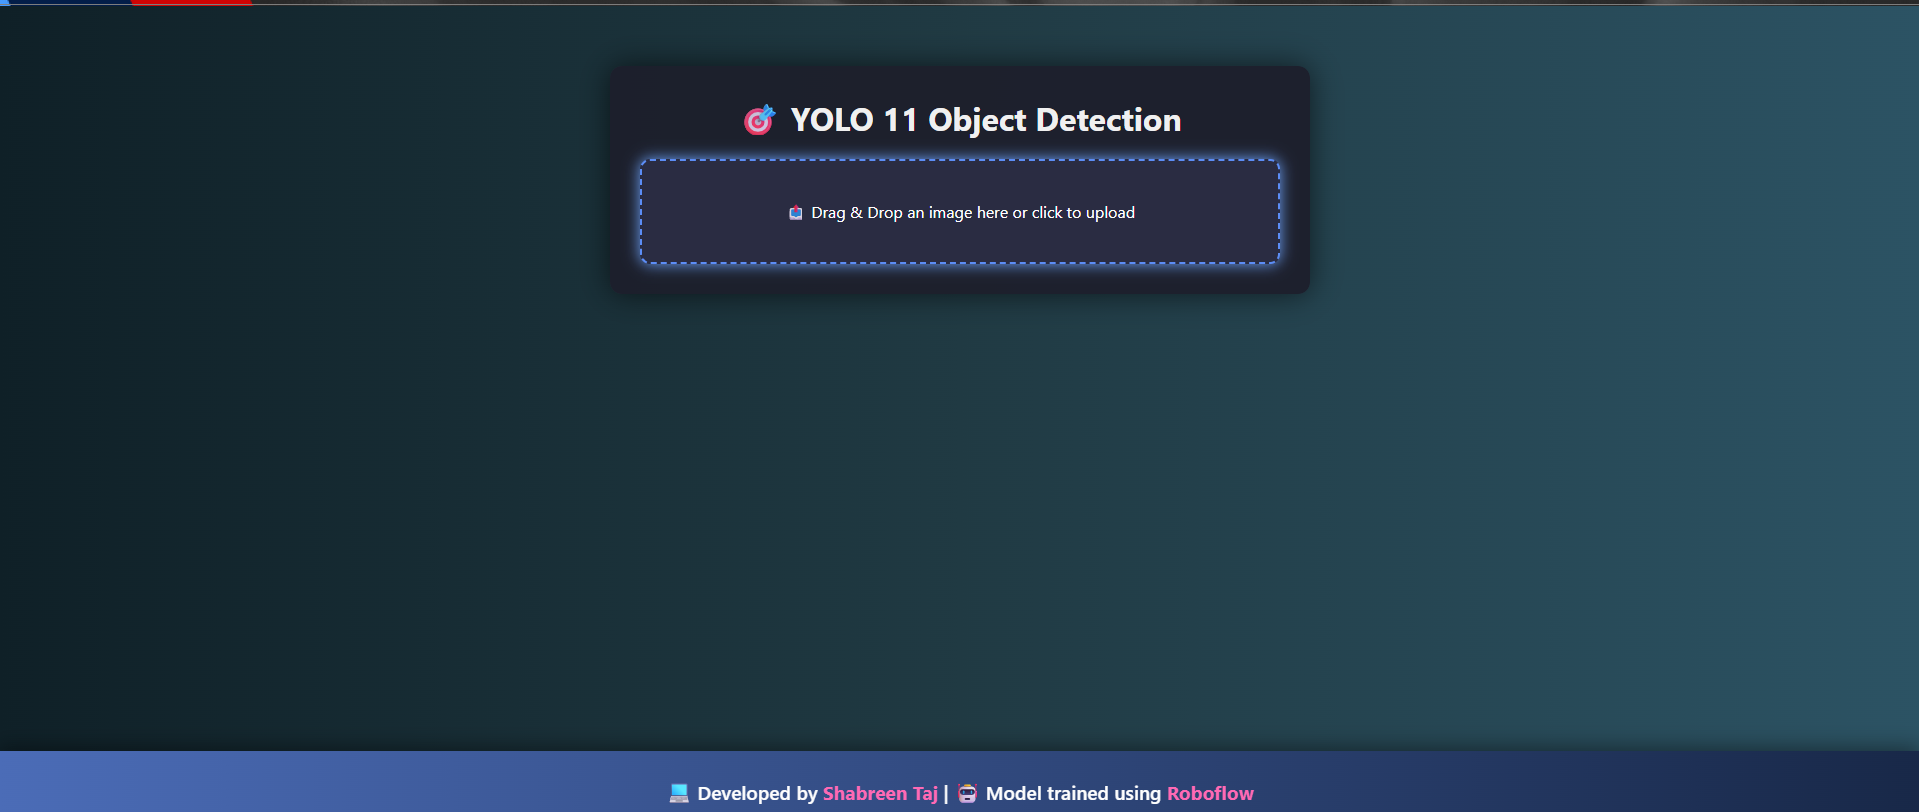 🎯 YOLO 11 Object Detection
📤 Drag & Drop an image here or click to upload
💻 Developed by Shabreen Taj | 🤖 Model trained using Roboflow